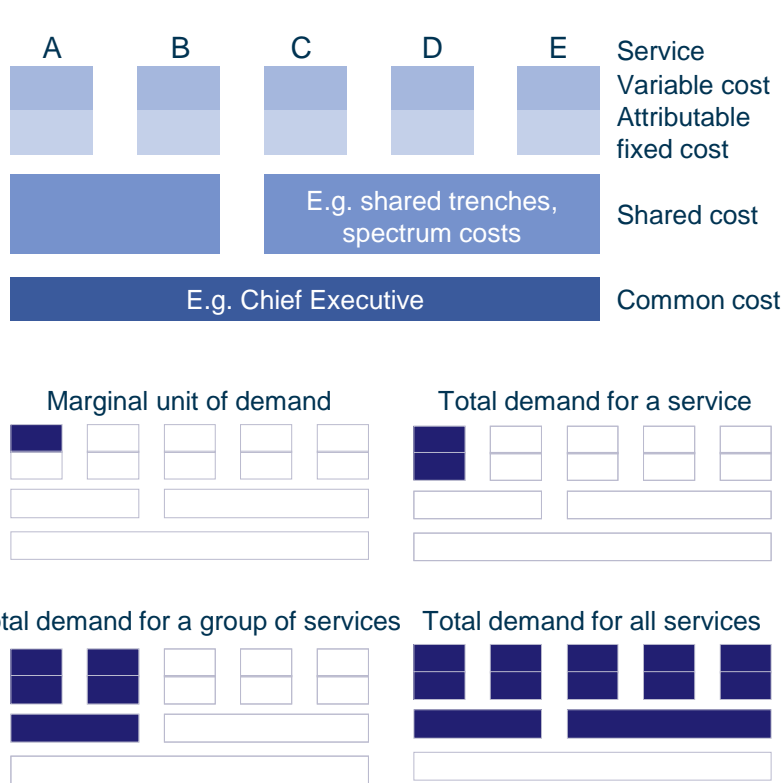 A B C D E Service
Variable cost
Attributable
fixed cost
E.g. shared trenches,
spectrum costs
Shared cost
E.g. Chief Executive
Common cost
Marginal unit of demand
Total demand for a service
tal demand for a group of services
Total demand for all services